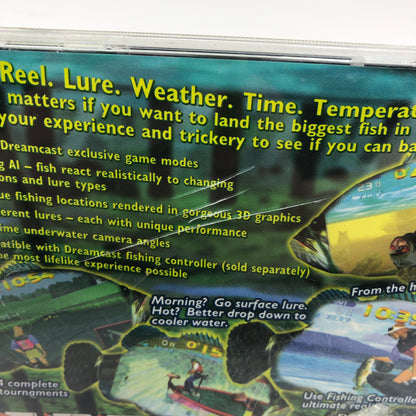 Reel. Lure. Weather. Time. Temperat
matters if you want to land the biggest fish in
your experience and trickery to see if you can ba
Dreamcast exclusive game modes
g AI – fish react realistically to changing
ons and lure types
ue fishing locations rendered in gorgeous 3D graphics
erent lures – each with unique performance
time underwater camera angles
patible with Dreamcast fishing controller (sold separately)
e most lifelike experience possible
From the h
Morning? Go surface lure.
Hot? Better drop down to
cooler water.
4 complete
tournaments
Use Fishing Controller
ultimate real